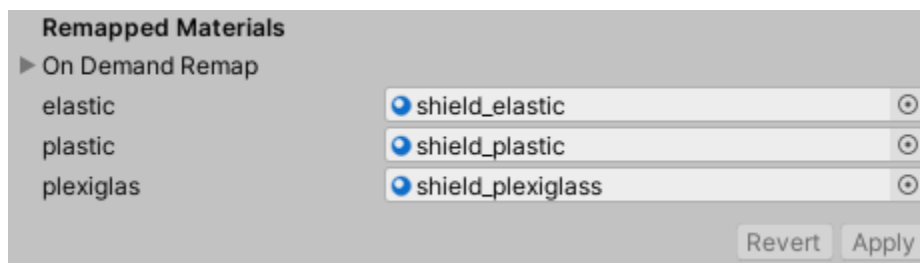 Remapped Materials
On Demand Remap
elastic shield_elastic
plastic shield_plastic
plexiglas shield_plexiglass
Revert Apply